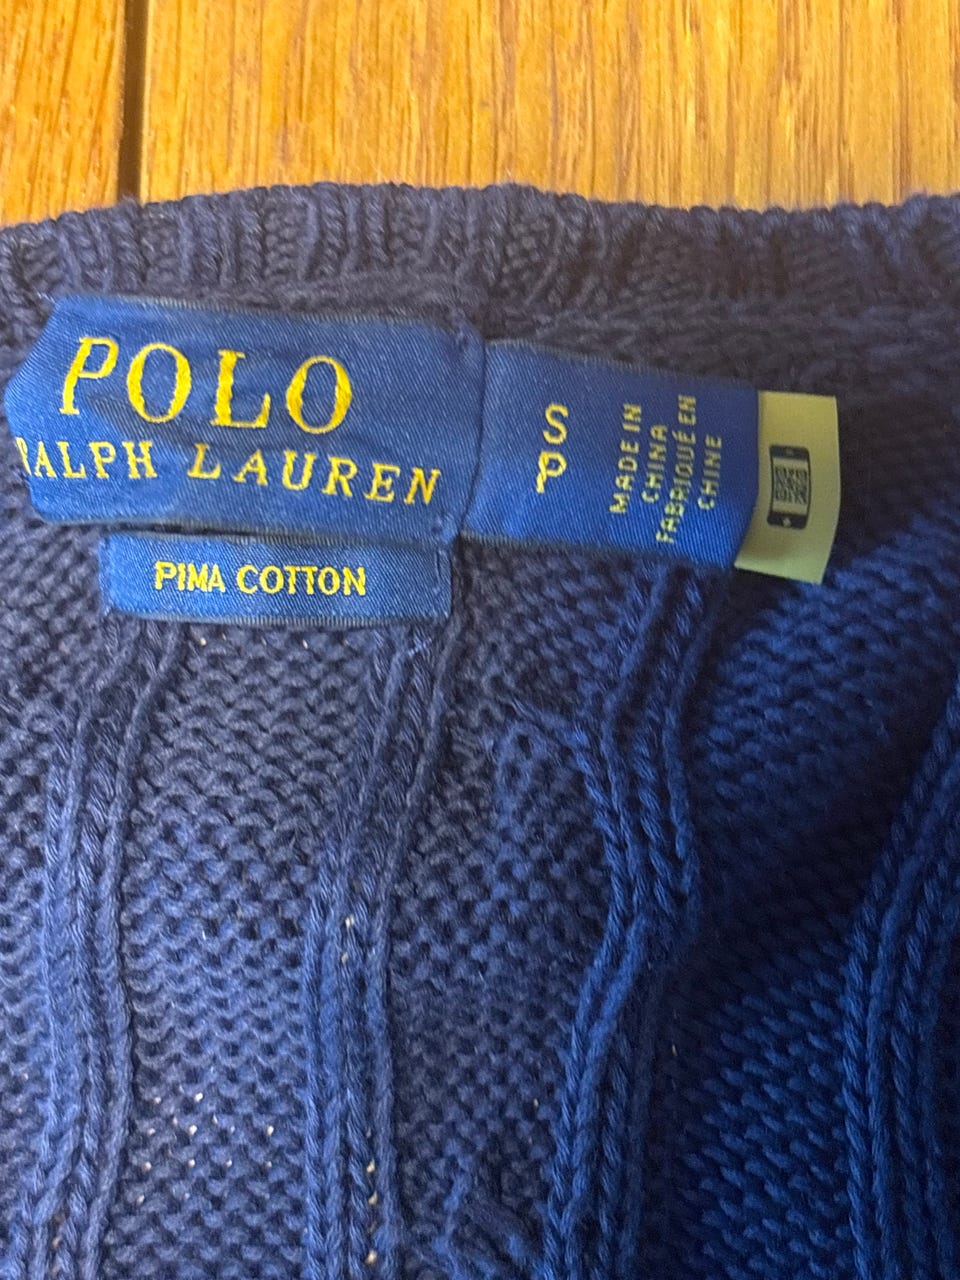 POLO
RALPH LAUREN
PIMA COTTON
S
P
MADE IN
CHINA
FABRIQUÉ EN
CHINE